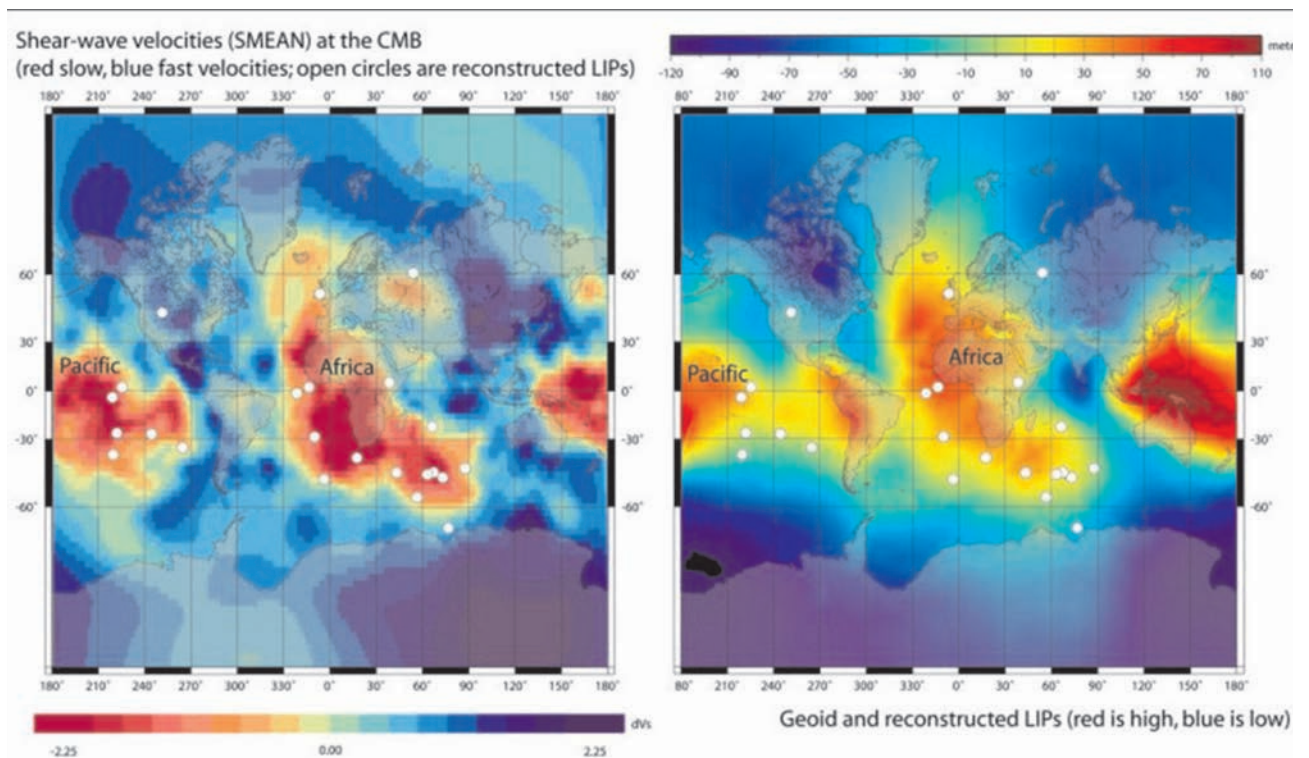 Shear-wave velocities (SMEAN) at the CMB
(red slow, blue fast velocities; open circles are reconstructed LIPs)
180° 210° 240° 270° 300° 330° 0° 30° 60° 90° 120° 150° 180°
60°
30°
0°
-30°
-60°
Pacific
Africa
180° 210° 240° 270° 300° 330° 0° 30° 60° 90° 120° 150° 180°
-2.25 0.00 2.25
dVs
mete
-120 -90 -70 -50 -30 -10 10 30 50 70 110
80° 210° 240° 270° 300° 330° 0° 30° 60° 90° 120° 150° 180°
60°
30°
0°
-30°
-60°
Pacific
Africa
80° 210° 240° 270° 300° 330° 0° 30° 60° 90° 120° 150° 180°
Geoid and reconstructed LIPs (red is high, blue is low)